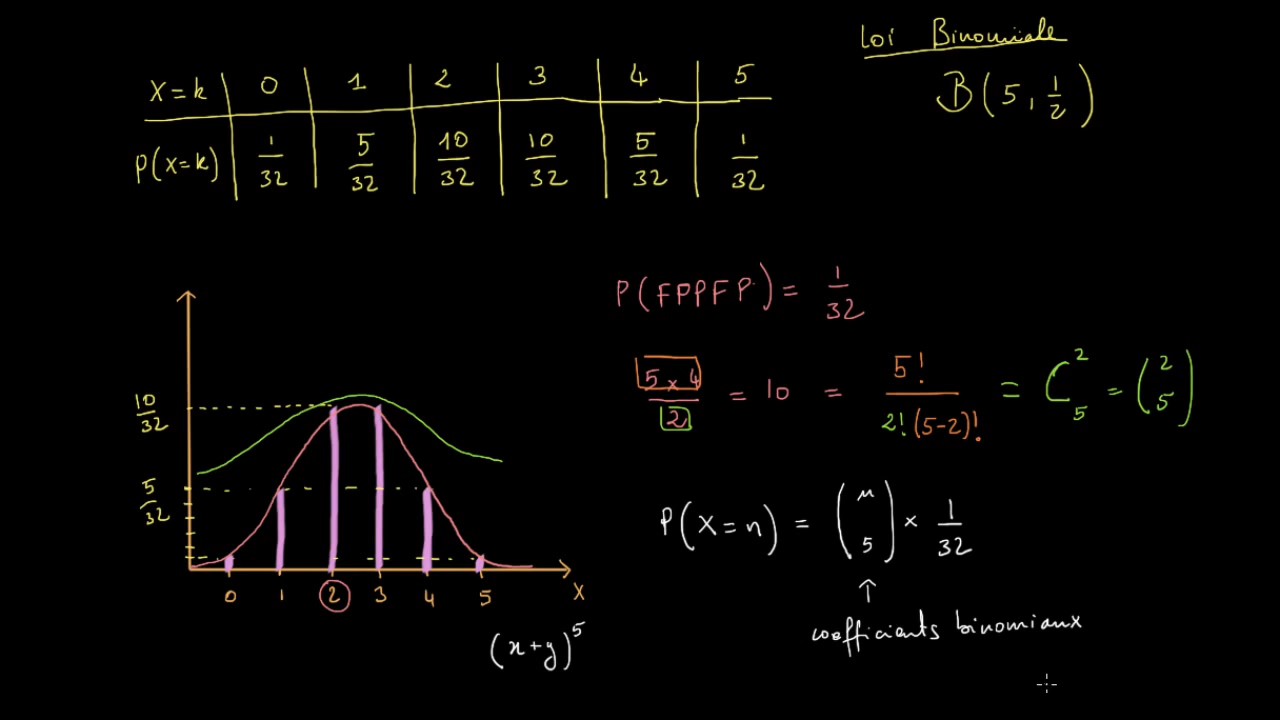 Loi Binomiale
B(5, 1/2)
X=k | 0 | 1 | 2 | 3 | 4 | 5
P(X=k) | 1/32 | 5/32 | 10/32 | 10/32 | 5/32 | 1/32
P(FPPFP) = 1/32
5 x 4 / 2 = 10 = 5! / 2!(5-2)! = C 2 5 = (2 5)
P(X=n) = (n 5) x 1/32
↑
coefficients binomiaux
10/32
5/32
0 1 2 3 4 5 X
(x+y)^5